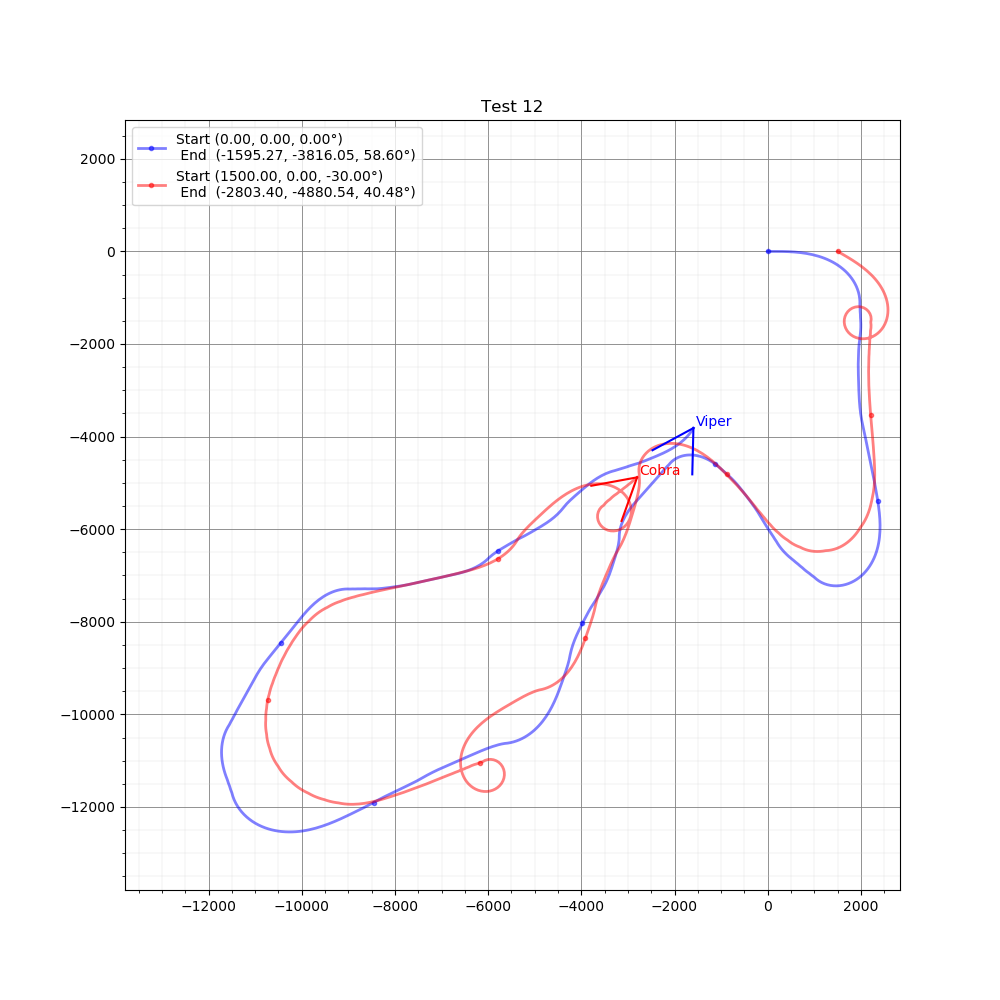 Test 12
Start (0.00, 0.00, 0.00°)
End (-1595.27, -3816.05, 58.60°)
Start (1500.00, 0.00, -30.00°)
End (-2803.40, -4880.54, 40.48°)
2000
0
−2000
−4000
−6000
−8000
−10000
−12000
Viper
Cobra
−12000 −10000 −8000 −6000 −4000 −2000 0 2000